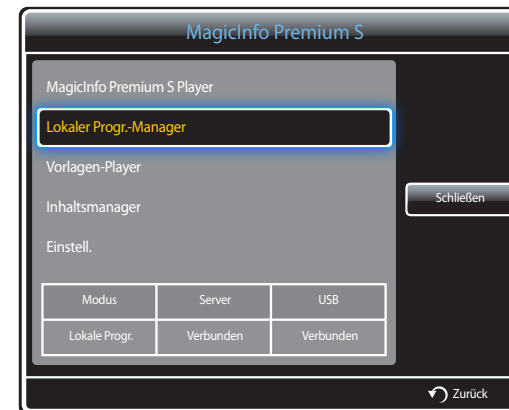 MagicInfo Premium S
MagicInfo Premium S Player
Lokaler Progr.-Manager
Vorlagen-Player
Inhaltsmanager
Einstell.
Schließen
Modus Server USB
Lokale Progr. Verbunden Verbunden
Zurück